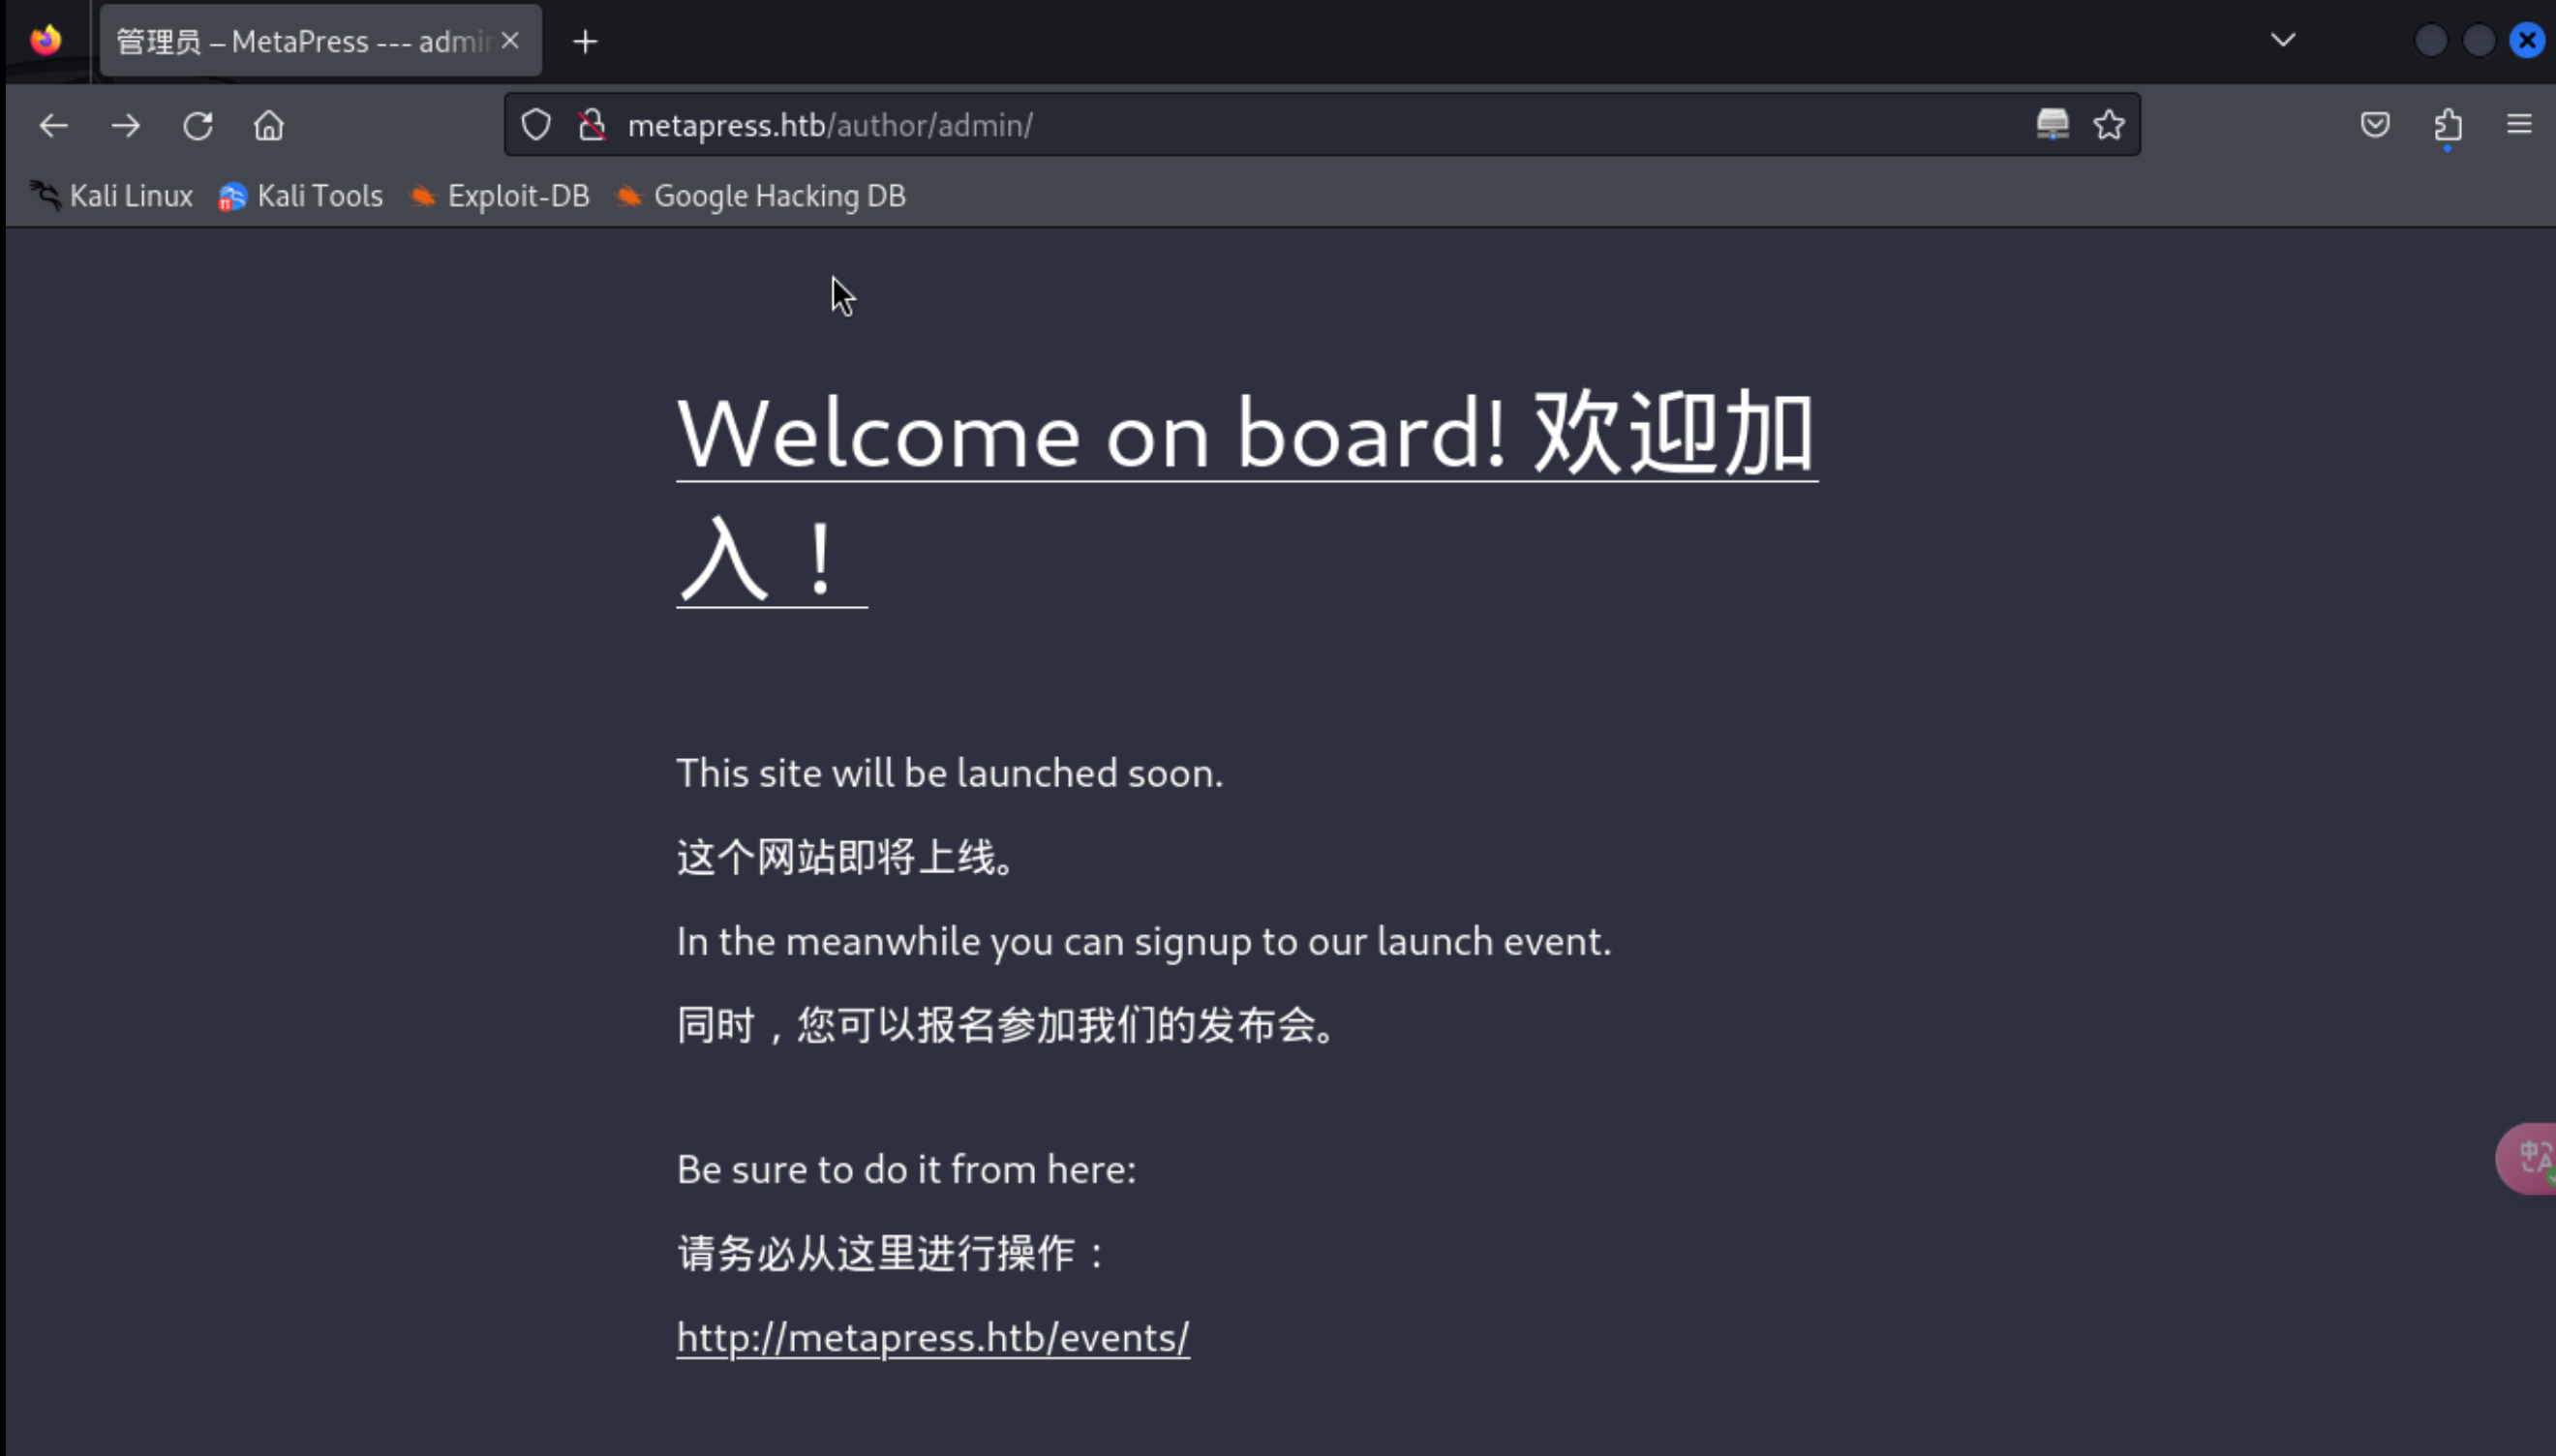 管理员 – MetaPress --- admin
metapress.htb/author/admin/
Kali Linux Kali Tools Exploit-DB Google Hacking DB
Welcome on board! 欢迎加
入！
This site will be launched soon.
这个网站即将上线。
In the meanwhile you can signup to our launch event.
同时，您可以报名参加我们的发布会。
Be sure to do it from here:
请务必从这里进行操作：
http://metapress.htb/events/